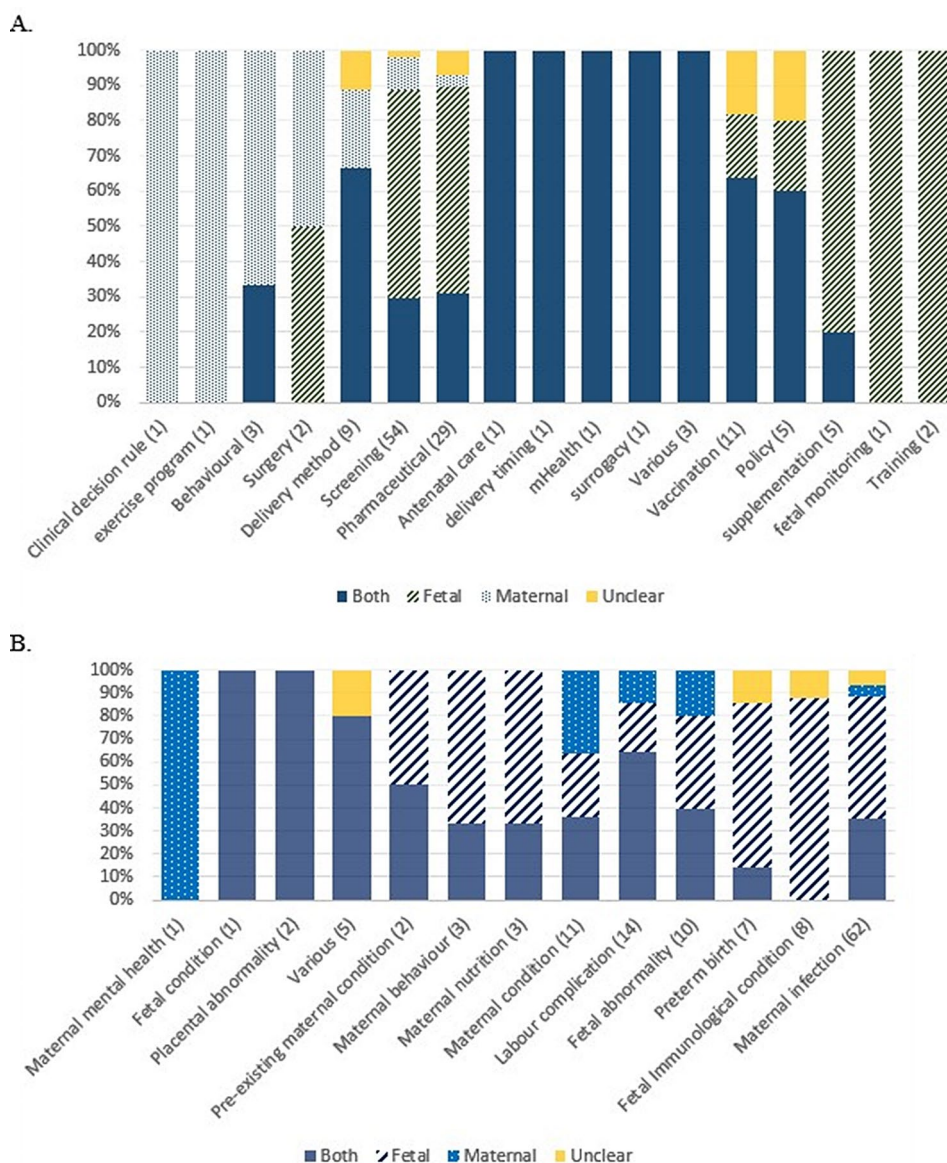 A.
100%
90%
80%
70%
60%
50%
40%
30%
20%
10%
0%
Clinical decision rule (1)
exercise program (1)
Behavioural (3)
Surgery (2)
Delivery method (9)
Screening (54)
Pharmaceutical (29)
Antenatal care (1)
delivery timing (1)
mHealth (1)
surrogacy (1)
Various (3)
Vaccination (11)
Policy (5)
supplementation (5)
fetal monitoring (1)
Training (2)
Both Fetal Maternal Unclear
B.
100%
90%
80%
70%
60%
50%
40%
30%
20%
10%
0%
Maternal mental health (1)
Fetal condition (1)
Placental abnormality (2)
Various (5)
Pre-existing maternal condition (2)
Maternal behaviour (3)
Maternal nutrition (3)
Maternal condition (11)
Labour complication (14)
Fetal abnormality (10)
Preterm birth (7)
Fetal Immunological condition (8)
Maternal infection (62)
Both Fetal Maternal Unclear